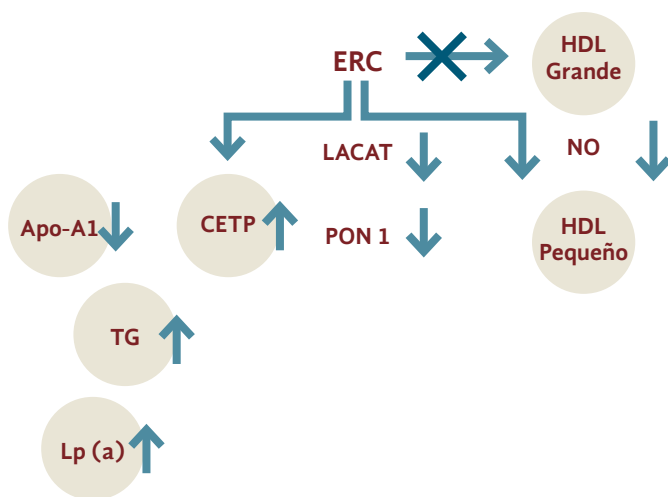 ERC
HDL
Grande
LACAT
NO
Apo-A1
CETP
PON 1
HDL
Pequeño
TG
Lp (a)